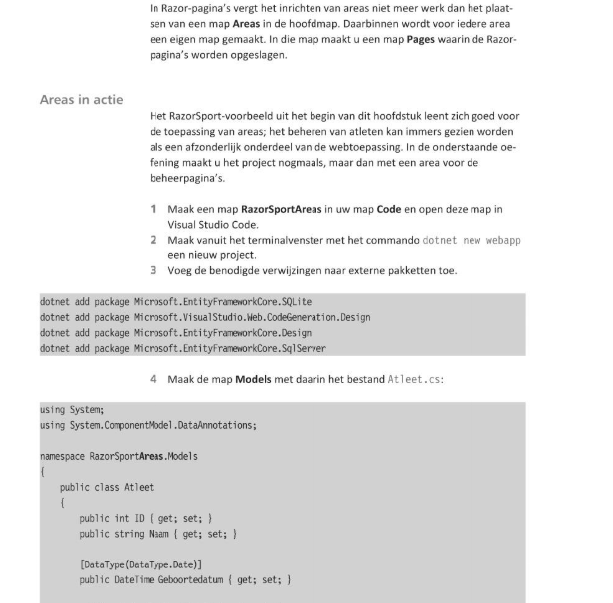 In Razor-pagina's vergt het inrichten van areas niet meer werk dan het plaat-
sen van een map Areas in de hoofdmap. Daarbinnen wordt voor iedere area
een eigen map gemaakt. In die map maakt u een map Pages waarin de Razor-
pagina's worden opgeslagen.
Areas in actie
Het RazorSport-voorbeeld uit het begin van dit hoofdstuk leent zich goed voor
de toepassing van areas; het beheren van atleten kan immers gezien worden
als een afzonderlijk onderdeel van de webtoepassing. In de onderstaande oe-
fening maakt u het project nogmaals, maar dan met een area voor de
beheerpagina's.
1 Maak een map RazorSportAreas in uw map Code en open deze map in
Visual Studio Code.
2 Maak vanuit het terminalvenster met het commando dotnet new webapp
een nieuw project.
3 Voeg de benodigde verwijzingen naar externe pakketten toe.
dotnet add package Microsoft.EntityFrameworkCore.SQLite
dotnet add package Microsoft.VisualStudio.Web.CodeGeneration.Design
dotnet add package Microsoft.EntityFrameworkCore.Design
dotnet add package Microsoft.EntityFrameworkCore.SqlServer
4 Maak de map Models met daarin het bestand Atleet.cs:
using System;
using System.ComponentModel.DataAnnotations;
namespace RazorSportAreas.Models
{
public class Atleet
{
public int ID { get; set; }
public string Naam { get; set; }
[DataType(DataType.Date)]
public DateTime Geboortedatum { get; set; }